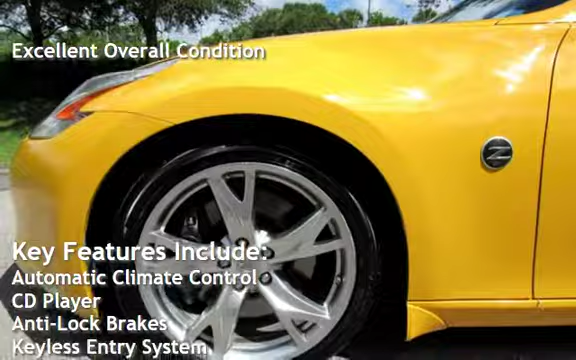 Excellent Overall Condition
Z
Key Features Include:
Automatic Climate Control
CD Player
Anti-Lock Brakes
Keyless Entry System